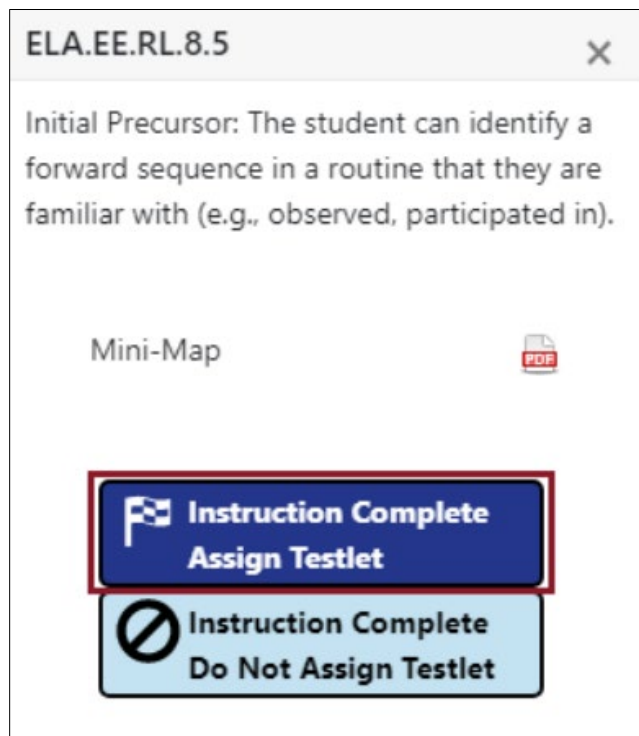 ELA.EE.RL.8.5
Initial Precursor: The student can identify a
forward sequence in a routine that they are
familiar with (e.g., observed, participated in).
Mini-Map
PDF
Instruction Complete
Assign Testlet
Instruction Complete
Do Not Assign Testlet